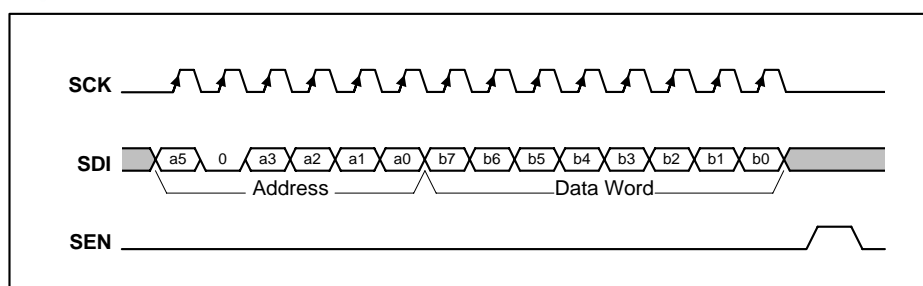 SCK
SDI a5 0 a3 a2 a1 a0 b7 b6 b5 b4 b3 b2 b1 b0
Address Data Word
SEN